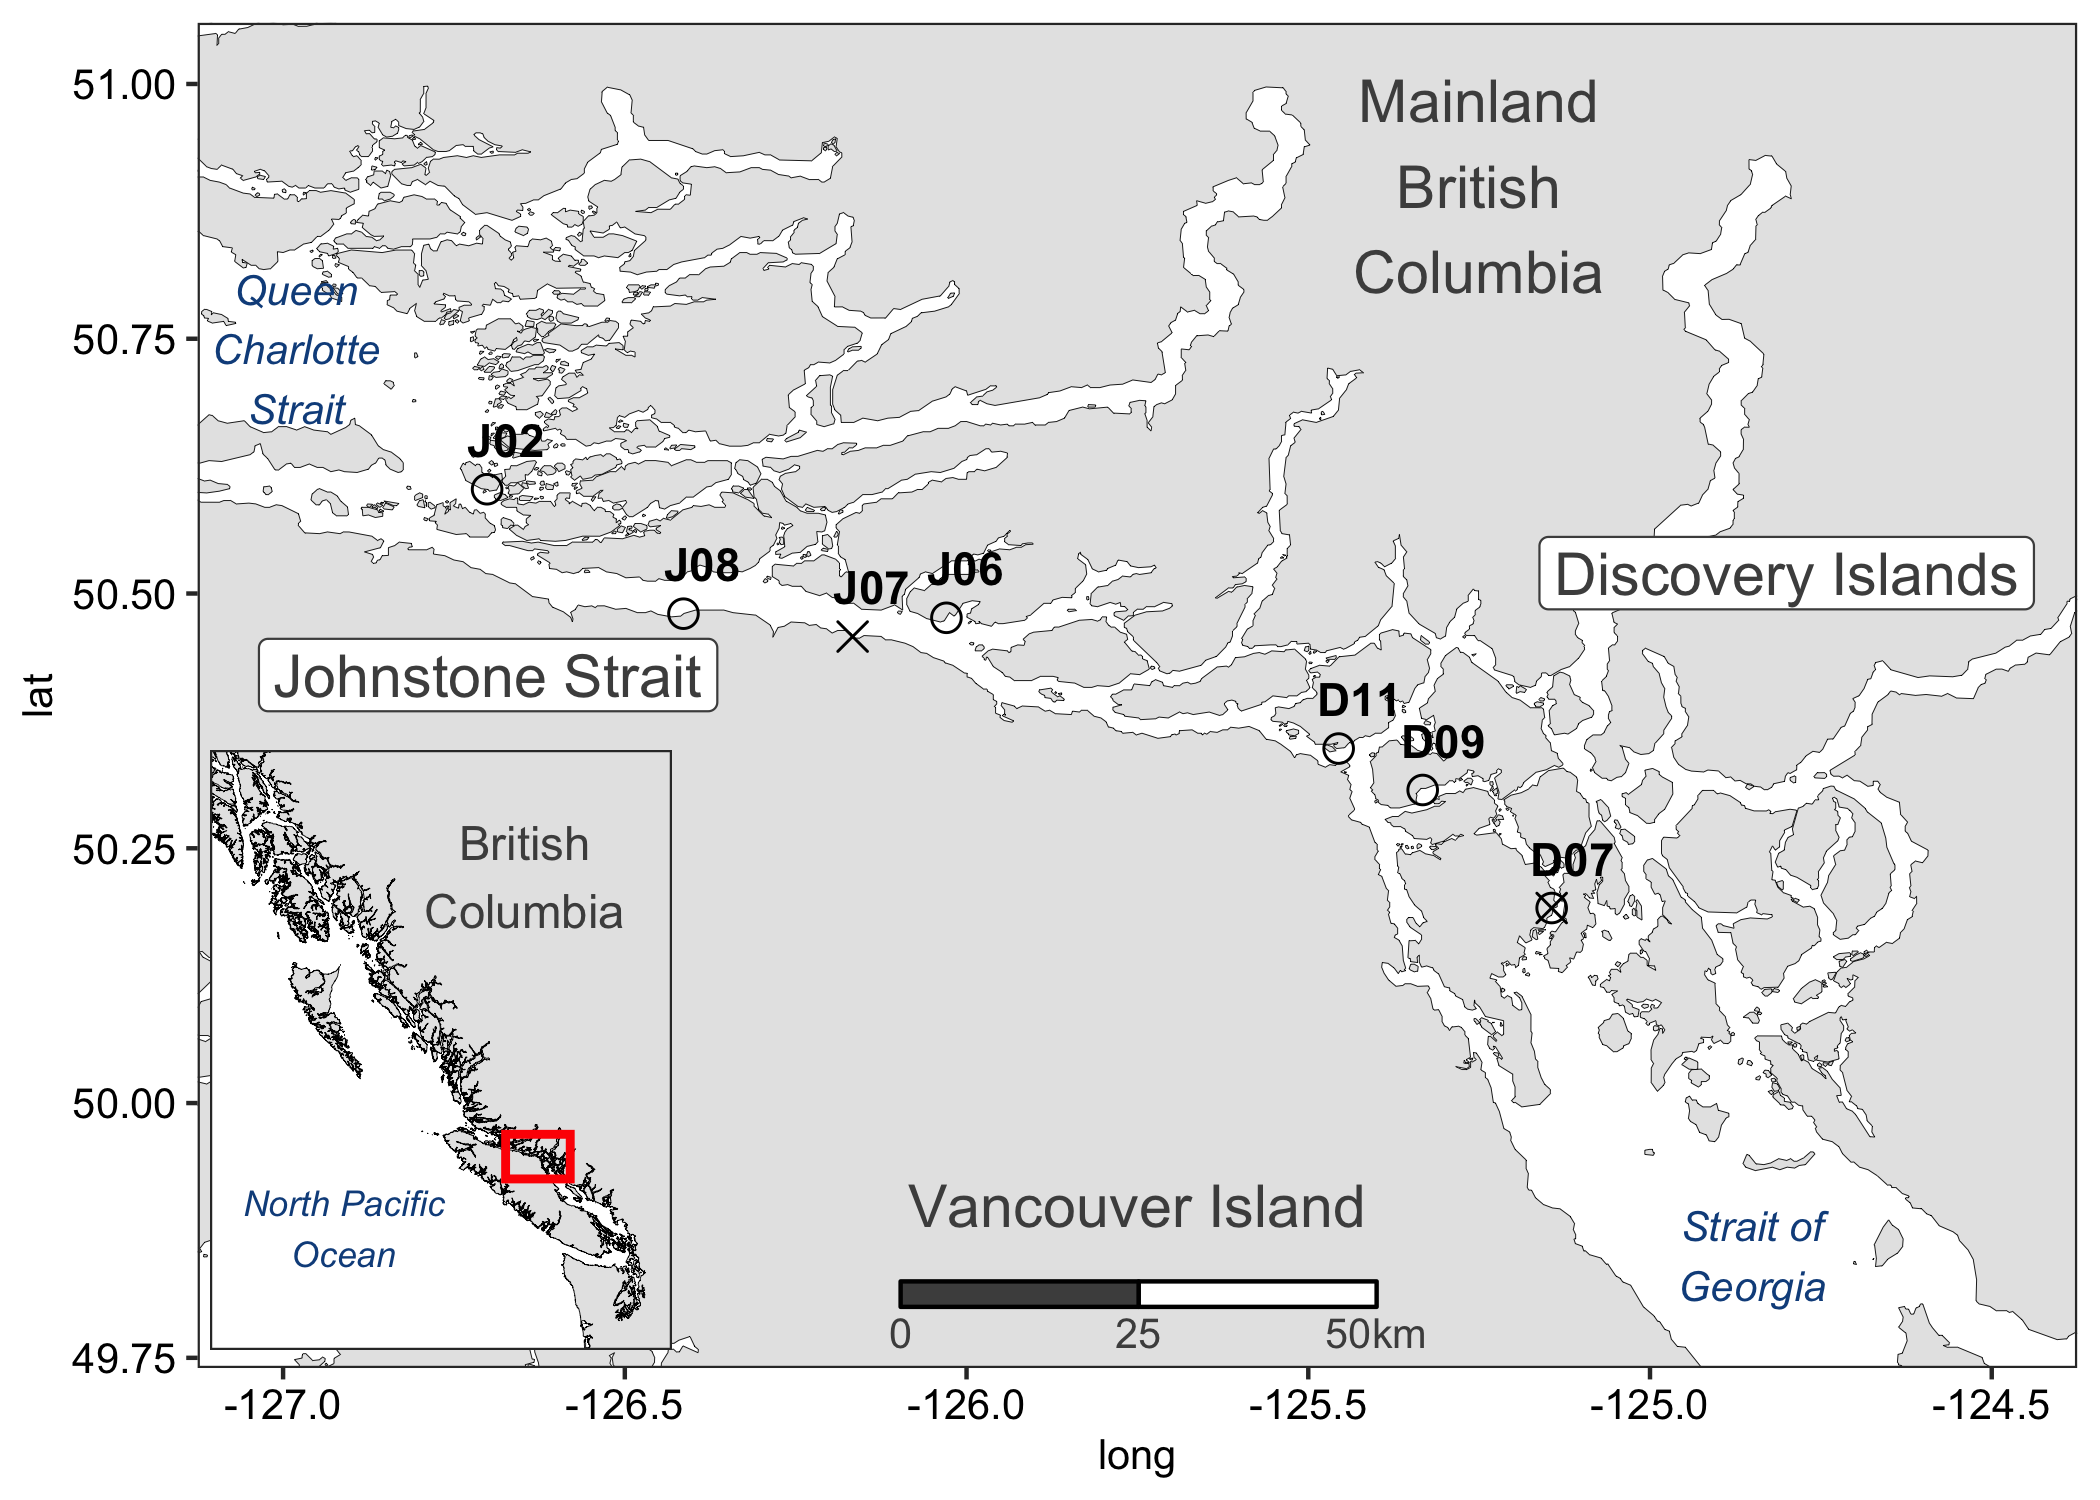 51.00
50.75
50.50
50.25
50.00
49.75
lat
-127.0
-126.5
-126.0
-125.5
-125.0
-124.5
long
Mainland
British
Columbia
Queen
Charlotte
Strait
J02
J08
J07
J06
Discovery Islands
Johnstone Strait
D11
D09
D07
British
Columbia
North Pacific
Ocean
Vancouver Island
0 25 50km
Strait of
Georgia